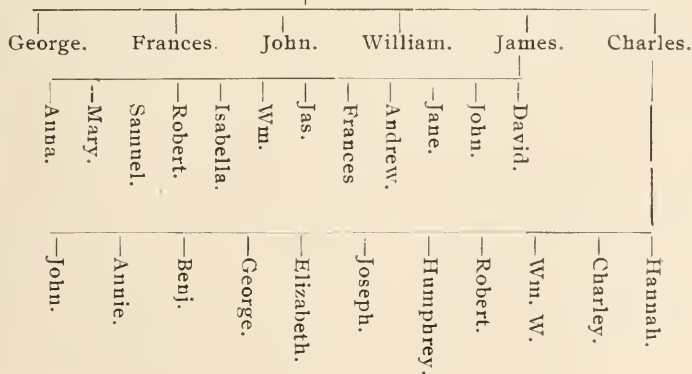 George. Frances. John. William. James. Charles.
Anna.
Mary.
Samuel.
Robert.
Isabella.
Wm.
Jas.
Frances
Andrew.
Jane.
John.
David.
John.
Annie.
Benj.
George.
Elizabeth.
Joseph.
Humphrey.
Robert.
Wm. W.
Charley.
Hannah.